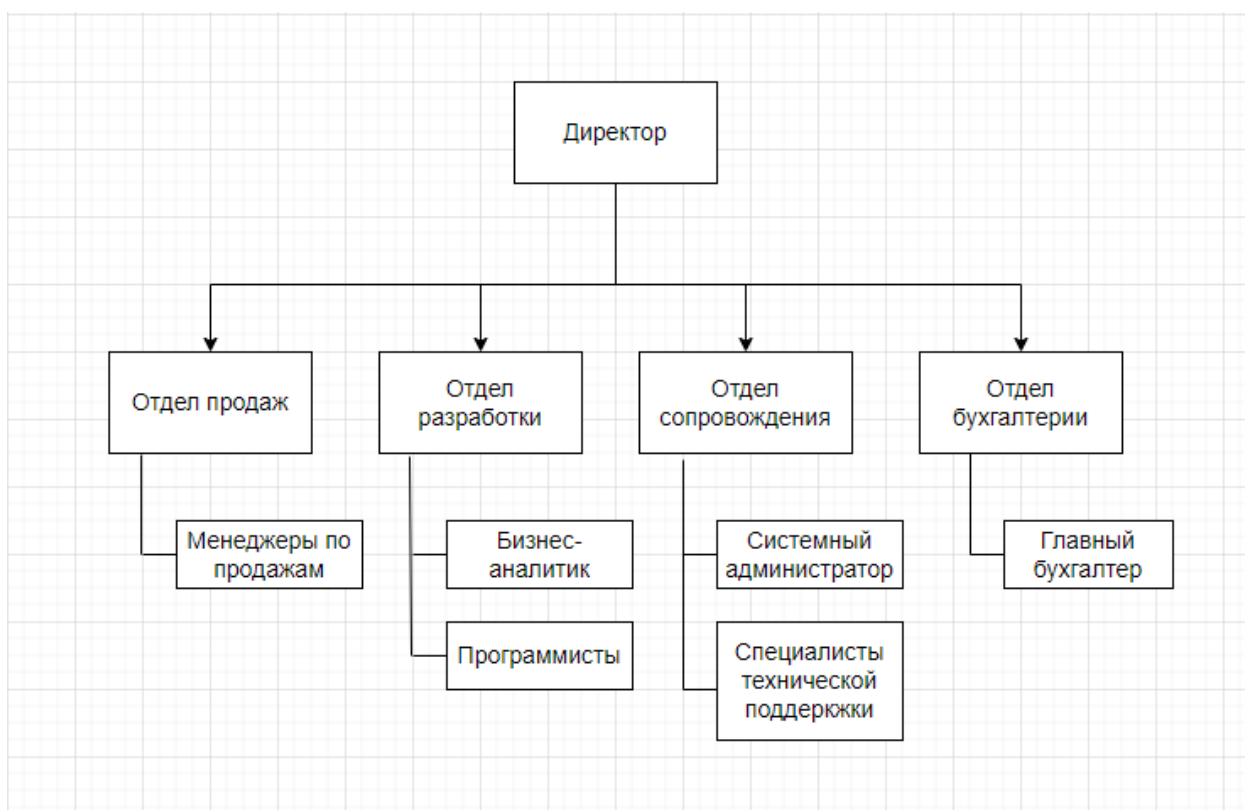 Директор
Отдел продаж
Отдел
разработки
Отдел
сопровождения
Отдел
бухгалтерии
Менеджеры по
продажам
Бизнес-
аналитик
Системный
администратор
Главный
бухгалтер
Программисты
Специалисты
технической
поддеркжки